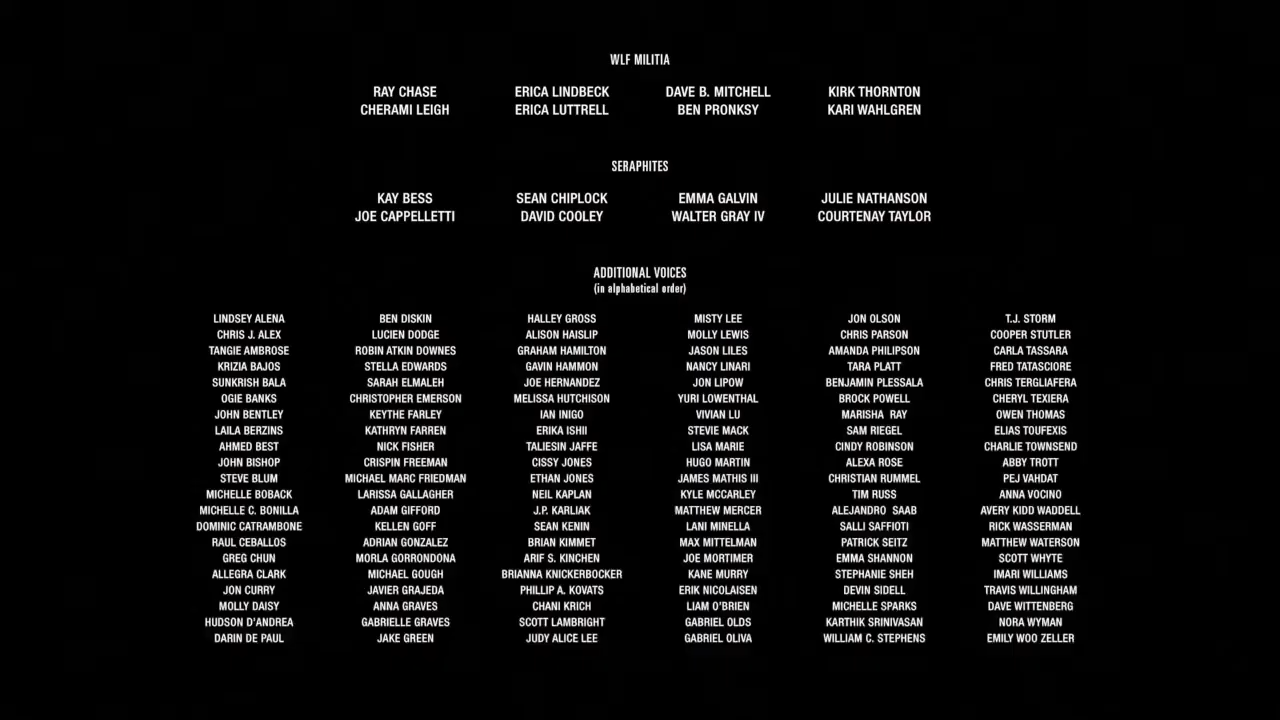 WLF MILITIA
RAY CHASE ERICA LINDBECK DAVE B. MITCHELL KIRK THORNTON
CHERAMI LEIGH ERICA LUTTRELL BEN PRONKSY KARI WAHLGREN
SERAPHITES
KAY BESS SEAN CHIPLOCK EMMA GALVIN JULIE NATHANSON
JOE CAPPELLETTI DAVID COOLEY WALTER GRAY IV COURTENAY TAYLOR
ADDITIONAL VOICES
(in alphabetical order)
LINDSEY ALENA BEN DISKIN HALLEY GROSS MISTY LEE JON OLSON T.J. STORM
CHRIS J. ALEX LUCIEN DODGE ALISON HAISLIP MOLLY LEWIS CHRIS PARSON COOPER STUTLER
TANGIE AMBROSE ROBIN ATKIN DOWNES GRAHAM HAMILTON JASON LILES AMANDA PHILIPSON CARLA TASSARA
KRIZIA BAJOS STELLA EDWARDS GAVIN HAMMON NANCY LINARI TARA PLATT FRED TATASCIORE
SUNKRISH BALA SARAH ELMALEH JOE HERNANDEZ JON LIPOW BENJAMIN PLESSALA CHRIS TERGLIAFERA
OGIE BANKS CHRISTOPHER EMERSON MELISSA HUTCHISON YURI LOWENTHAL BROCK POWELL CHERYL TEXIERA
JOHN BENTLEY KEYTHE FARLEY IAN INIGO VIVIAN LU MARISHA RAY OWEN THOMAS
LAILA BERZINS KATHRYN FARREN ERIKA ISHII STEVIE MACK SAM RIEGEL ELIAS TOUFEXIS
AHMED BEST NICK FISHER TALIESIN JAFFE LISA MARIE CINDY ROBINSON CHARLIE TOWNSEND
JOHN BISHOP CRISPIN FREEMAN CISSY JONES HUGO MARTIN ALEXA ROSE ABBY TROTT
STEVE BLUM MICHAEL MARC FRIEDMAN ETHAN JONES JAMES MATHIS III CHRISTIAN RUMMEL PEJ VAHDAT
MICHELLE BOBACK LARISSA GALLAGHER NEIL KAPLAN KYLE MCCARLEY TIM RUSS ANNA VOCINO
MICHELLE C. BONILLA ADAM GIFFORD J.P. KARLIAK MATTHEW MERCER ALEJANDRO SAAB AVERY KIDD WADDELL
DOMINIC CATRAMBONE KELLEN GOFF SEAN KENIN LANI MINELLA SALLI SAFFIOTI RICK WASSERMAN
RAUL CEBALLOS ADRIAN GONZALEZ BRIAN KIMMET MAX MITTELMAN PATRICK SEITZ MATTHEW WATERSON
GREG CHUN MORLA GORRONDONA ARIF S. KINCHEN JOE MORTIMER EMMA SHANNON SCOTT WHYTE
ALLEGRA CLARK MICHAEL GOUGH BRIANNA KNICKERBOCKER KANE MURRY STEPHANIE SHEH IMARI WILLIAMS
JON CURRY JAVIER GRAJEDA PHILLIP A. KOVATS ERIK NICOLAISEN DEVIN SIDELL TRAVIS WILLINGHAM
MOLLY DAISY ANNA GRAVES CHANI KRICH LIAM O'BRIEN MICHELLE SPARKS DAVE WITTENBERG
HUDSON D'ANDREA GABRIELLE GRAVES SCOTT LAMBRIGHT GABRIEL OLDS KARTHIK SRINIVASAN NORA WYMAN
DARIN DE PAUL JAKE GREEN JUDY ALICE LEE GABRIEL OLIVA WILLIAM C. STEPHENS EMILY WOO ZELLER